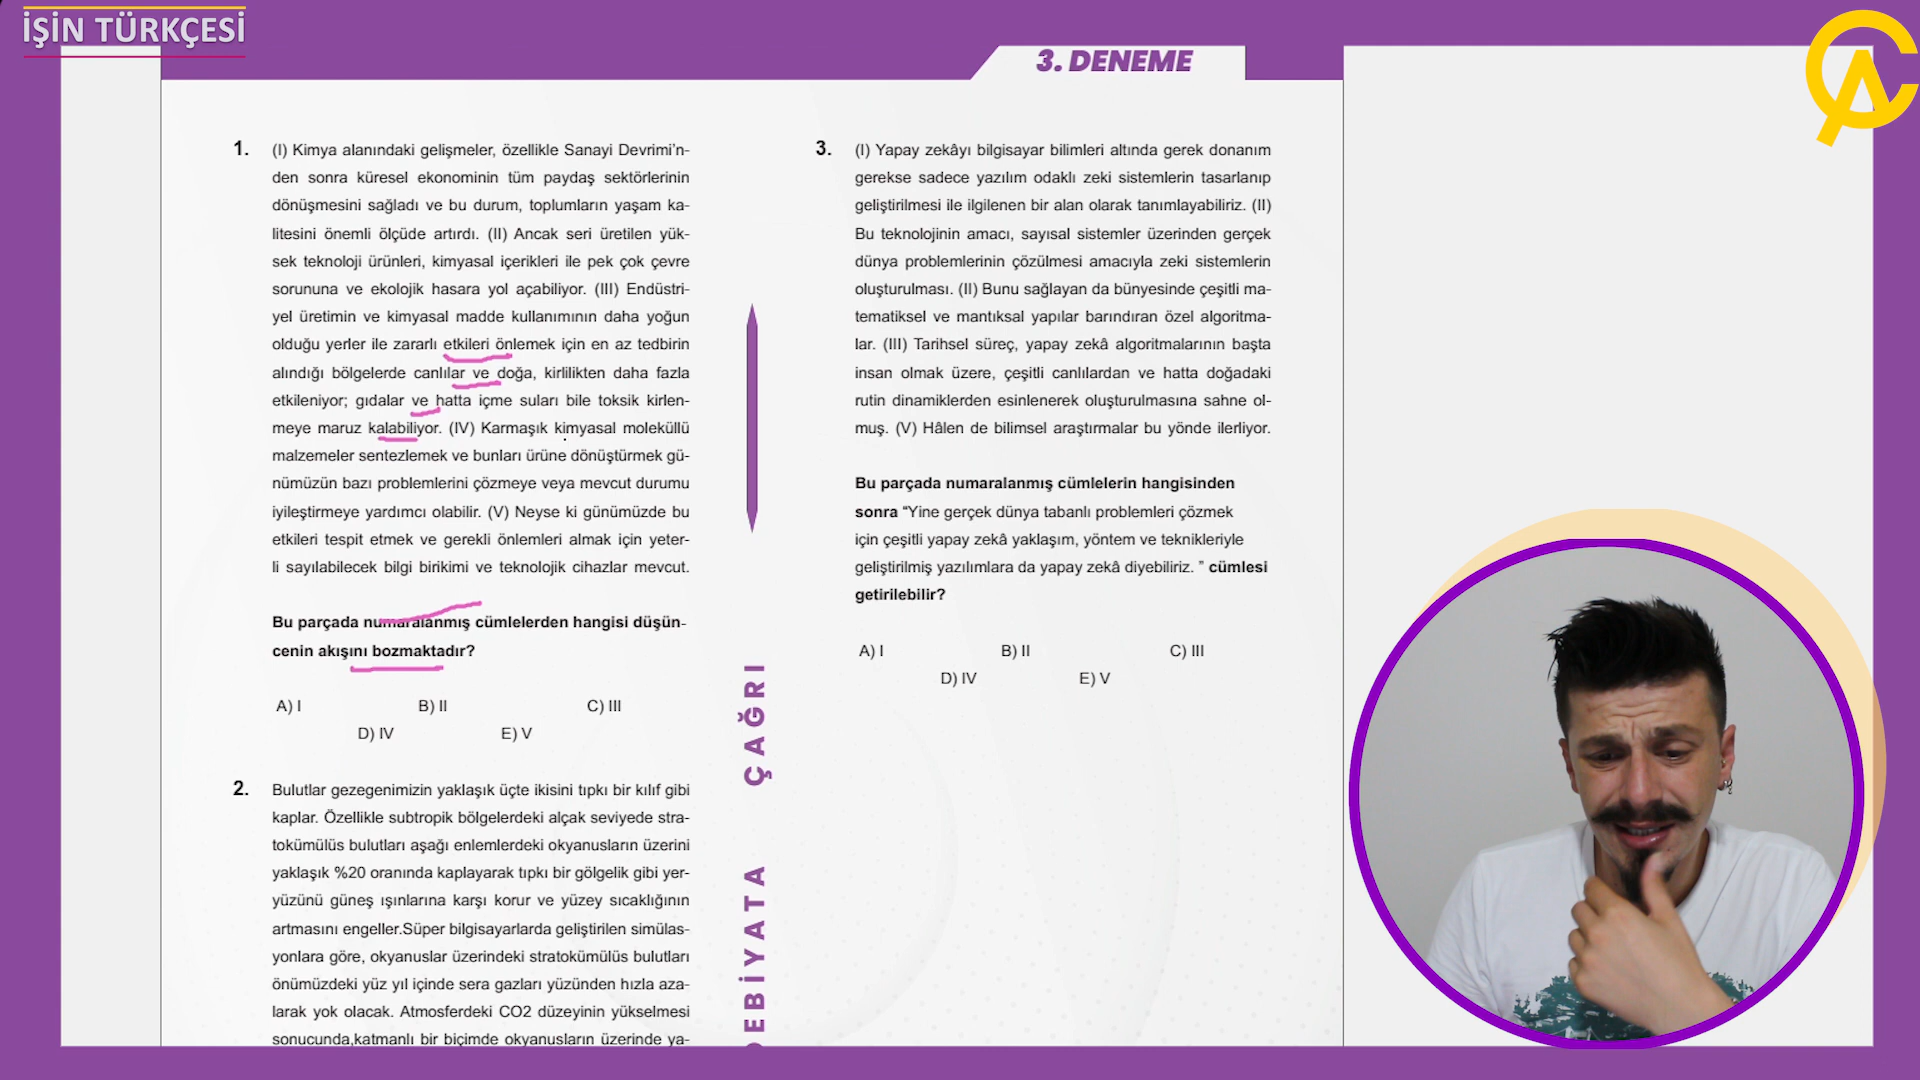 İŞİN TÜRKÇESİ
3. DENEME
1. (I) Kimya alanındaki gelişmeler, özellikle Sanayi Devrimi’n-
den sonra küresel ekonominin tüm paydaş sektörlerinin
dönüşmesini sağladı ve bu durum, toplumların yaşam ka-
litesini önemli ölçüde artırdı. (II) Ancak seri üretilen yük-
sek teknoloji ürünleri, kimyasal içerikleri ile pek çok çevre
sorununa ve ekolojik hasara yol açabiliyor. (III) Endüstri-
yel üretimin ve kimyasal madde kullanımının daha yoğun
olduğu yerler ile zararlı etkileri önlemek için en az tedbirin
alındığı bölgelerde canlılar ve doğa, kirlilikten daha fazla
etkileniyor; gıdalar ve hatta içme suları bile toksik kirlen-
meye maruz kalabiliyor. (IV) Karmaşık kimyasal moleküllü
malzemeler sentezlemek ve bunları ürüne dönüştürmek gü-
nümüzün bazı problemlerini çözmeye veya mevcut durumu
iyileştirmeye yardımcı olabilir. (V) Neyse ki günümüzde bu
etkileri tespit etmek ve gerekli önlemleri almak için yeter-
li sayılabilecek bilgi birikimi ve teknolojik cihazlar mevcut.
Bu parçada numaralanmış cümlelerden hangisi düşün-
cenin akışını bozmaktadır?
A) I B) II C) III
D) IV E) V
2. Bulutlar gezegenimizin yaklaşık üçte ikisini tıpkı bir kılıf gibi
kaplar. Özellikle subtropik bölgelerdeki alçak seviyede stra-
tokümülüs bulutları aşağı enlemlerdeki okyanusların üzerini
yaklaşık %20 oranında kaplayarak tıpkı bir gölgelik gibi yer-
yüzünü güneş ışınlarına karşı korur ve yüzey sıcaklığının
artmasını engeller.Süper bilgisayarlarda geliştirilen simülas-
yonlara göre, okyanuslar üzerindeki stratokümülüs bulutları
önümüzdeki yüz yıl içinde sera gazları yüzünden hızla aza-
larak yok olacak. Atmosferdeki CO2 düzeyinin yükselmesi
sonucunda,katmanlı bir biçimde okyanusların üzerinde ya-
EBİYATA ÇAĞRI
3. (I) Yapay zekâyı bilgisayar bilimleri altında gerek donanım
gerekse sadece yazılım odaklı zeki sistemlerin tasarlanıp
geliştirilmesi ile ilgilenen bir alan olarak tanımlayabiliriz. (II)
Bu teknolojinin amacı, sayısal sistemler üzerinden gerçek
dünya problemlerinin çözülmesi amacıyla zeki sistemlerin
oluşturulması. (II) Bunu sağlayan da bünyesinde çeşitli ma-
tematiksel ve mantıksal yapılar barındıran özel algoritma-
lar. (III) Tarihsel süreç, yapay zekâ algoritmalarının başta
insan olmak üzere, çeşitli canlılardan ve hatta doğadaki
rutin dinamiklerden esinlenerek oluşturulmasına sahne ol-
muş. (V) Hâlen de bilimsel araştırmalar bu yönde ilerliyor.
Bu parçada numaralanmış cümlelerin hangisinden
sonra “Yine gerçek dünya tabanlı problemleri çözmek
için çeşitli yapay zekâ yaklaşım, yöntem ve teknikleriyle
geliştirilmiş yazılımlara da yapay zekâ diyebiliriz. ” cümlesi
getirilebilir?
A) I B) II C) III
D) IV E) V